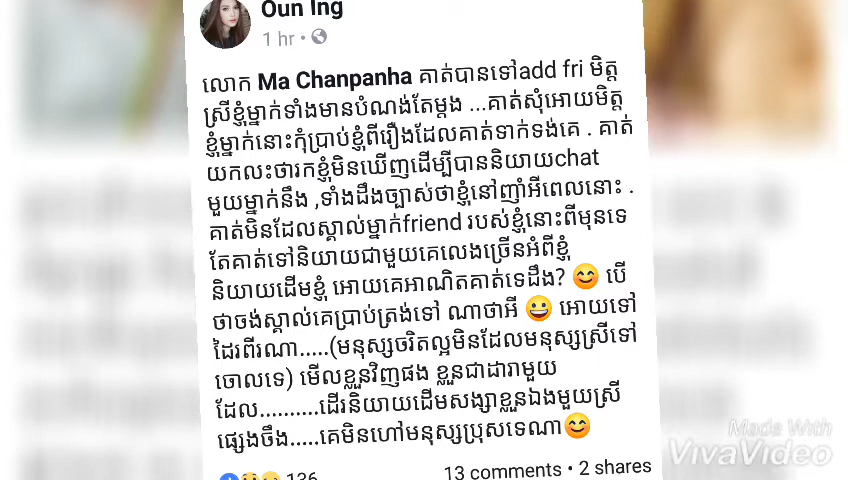 Oun Ing
1 hr
លោក Ma Chanpanha គាត់បានទៅadd fri មិត្ត
ស្រីខ្ញុំម្នាក់ទាំងមានបំណងតែម្តង ...គាត់សុំអោយមិត្ត
ខ្ញុំម្នាក់នោះកុំប្រាប់ខ្ញុំពីរឿងដែលគាត់ទាក់ទង់គេ . គាត់
យកលះថារកខ្ញុំមិនឃើញដើម្បីបាននិយាយchat
មួយម្នាក់នឹង ,ទាំងដឹងច្បាស់ថាខ្ញុំនៅញ៉ាំអីពេលនោះ .
គាត់មិនដែលស្គាល់ម្នាក់friend របស់ខ្ញុំនោះពីមុនទេ
តែគាត់ទៅនិយាយជាមួយគេលេងច្រើនអំពីខ្ញុំ
និយាយដើមខ្ញុំ អោយគេអាណិតគាត់ទេដឹង? 😊 បើ
ថាចង់ស្គាល់គេប្រាប់ត្រង់ទៅ ណាថាអី 😀 អោយទៅ
ដៃរពីរណា.....(មនុស្សចរិតល្អមិនដែលមនុស្សស្រីទៅ
ចោលទេ) មើលខ្លួនវិញផង ខ្លួនជាដារាមួយ
ដែល..........ដើរនិយាយដើមសង្សាខ្លួនឯងមួយស្រី
ផ្សេងចឹង.....គេមិនហៅមនុស្សប្រុសទេណា😊
136
13 comments • 2 shares
Made With
VivaVideo